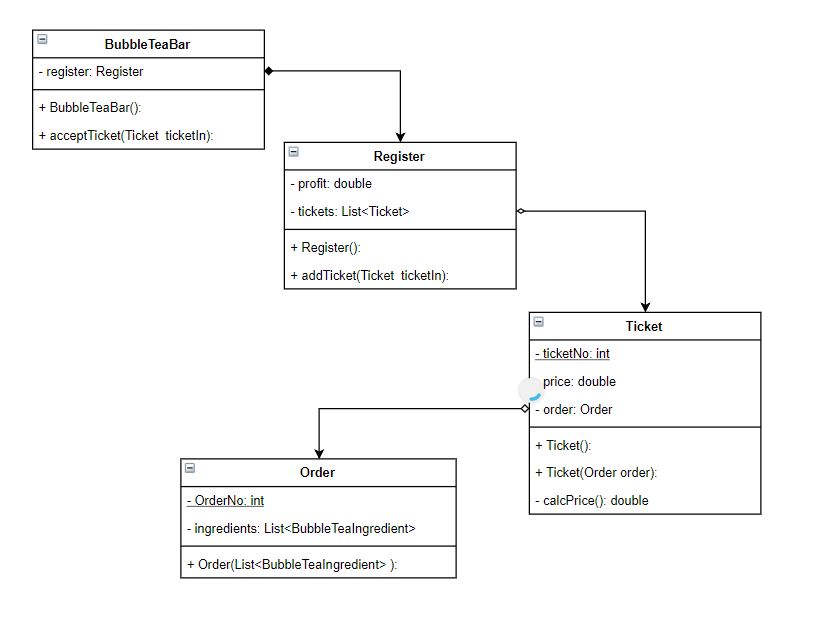 BubbleTeaBar
- register: Register
+ BubbleTeaBar():
+ acceptTicket(Ticket ticketIn):
Register
- profit: double
- tickets: List<Ticket>
+ Register():
+ addTicket(Ticket ticketIn):
Ticket
- ticketNo: int
price: double
- order: Order
+ Ticket():
+ Ticket(Order order):
- calcPrice(): double
Order
- OrderNo: int
- ingredients: List<BubbleTeaIngredient>
+ Order(List<BubbleTeaIngredient> ):